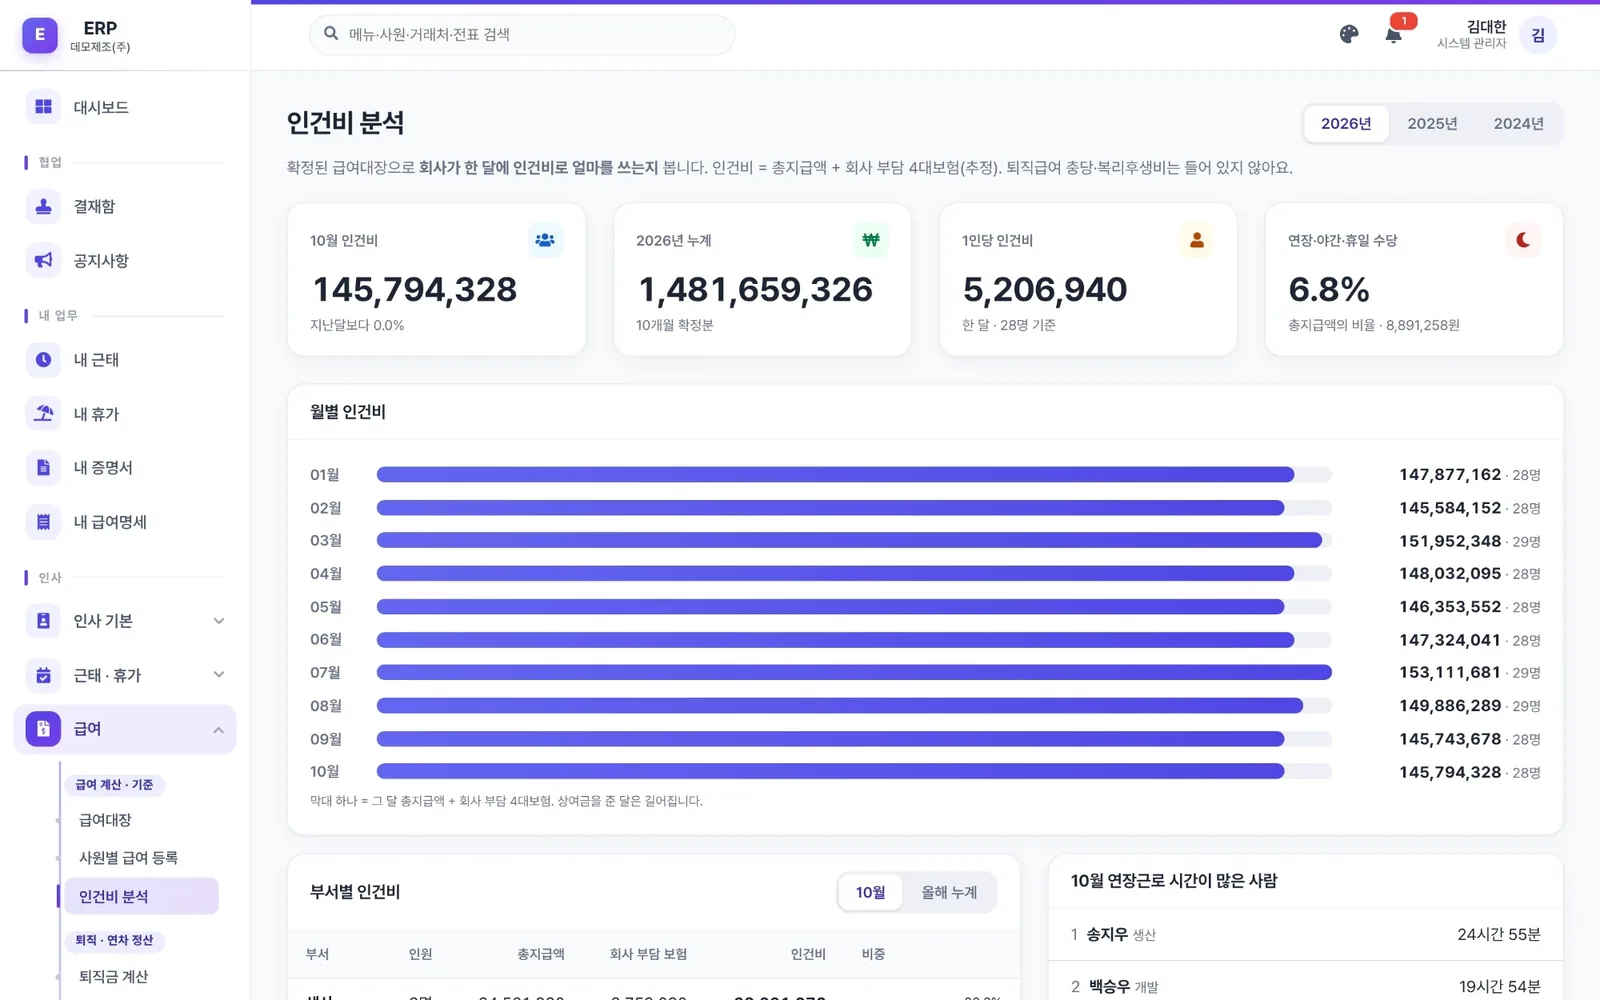 E
ERP
데모제조(주)
메뉴·사원·거래처·전표 검색
1
김대한
시스템 관리자
김
대시보드
협업
결재함
공지사항
내 업무
내 근태
내 휴가
내 증명서
내 급여명세
인사
인사 기본
근태 · 휴가
급여
급여 계산 · 기준
급여대장
사원별 급여 등록
인건비 분석
퇴직 · 연차 정산
퇴직금 계산
인건비 분석
2026년 2025년 2024년
확정된 급여대장으로 회사가 한 달에 인건비로 얼마를 쓰는지 봅니다. 인건비 = 총지급액 + 회사 부담 4대보험(추정). 퇴직급여 충당·복리후생비는 들어 있지 않아요.
10월 인건비
145,794,328
지난달보다 0.0%
2026년 누계
₩
1,481,659,326
10개월 확정분
1인당 인건비
5,206,940
한 달 · 28명 기준
연장·야간·휴일 수당
6.8%
총지급액의 비율 · 8,891,258원
월별 인건비
01월 147,877,162 · 28명
02월 145,584,152 · 28명
03월 151,952,348 · 29명
04월 148,032,095 · 28명
05월 146,353,552 · 28명
06월 147,324,041 · 28명
07월 153,111,681 · 29명
08월 149,886,289 · 29명
09월 145,743,678 · 28명
10월 145,794,328 · 28명
막대 하나 = 그 달 총지급액 + 회사 부담 4대보험. 상여금을 준 달은 길어집니다.
부서별 인건비
10월 올해 누계
부서 인원 총지급액 회사 부담 보험 인건비 비중
10월 연장근로 시간이 많은 사람
1 송지우 생산 24시간 55분
2 백승우 개발 19시간 54분